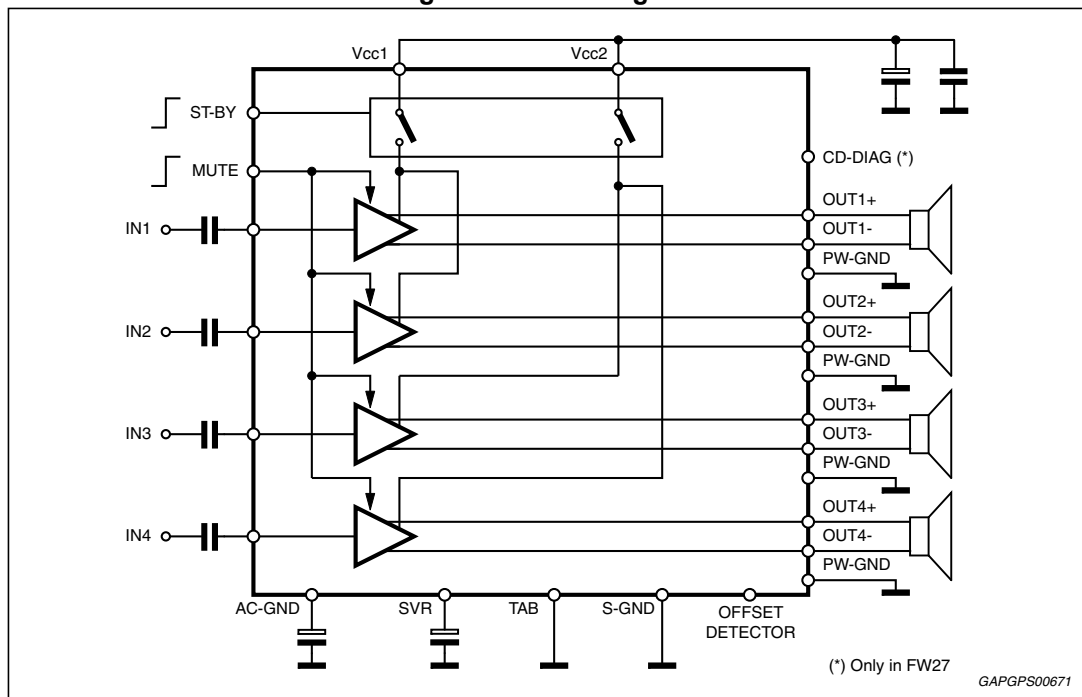 Vcc1
Vcc2
ST-BY
MUTE
CD-DIAG (*)
OUT1+
IN1
OUT1-
PW-GND
OUT2+
IN2
OUT2-
PW-GND
OUT3+
IN3
OUT3-
PW-GND
OUT4+
IN4
OUT4-
PW-GND
AC-GND
SVR
TAB
S-GND
OFFSET
DETECTOR
(*) Only in FW27
GAPGPS00671